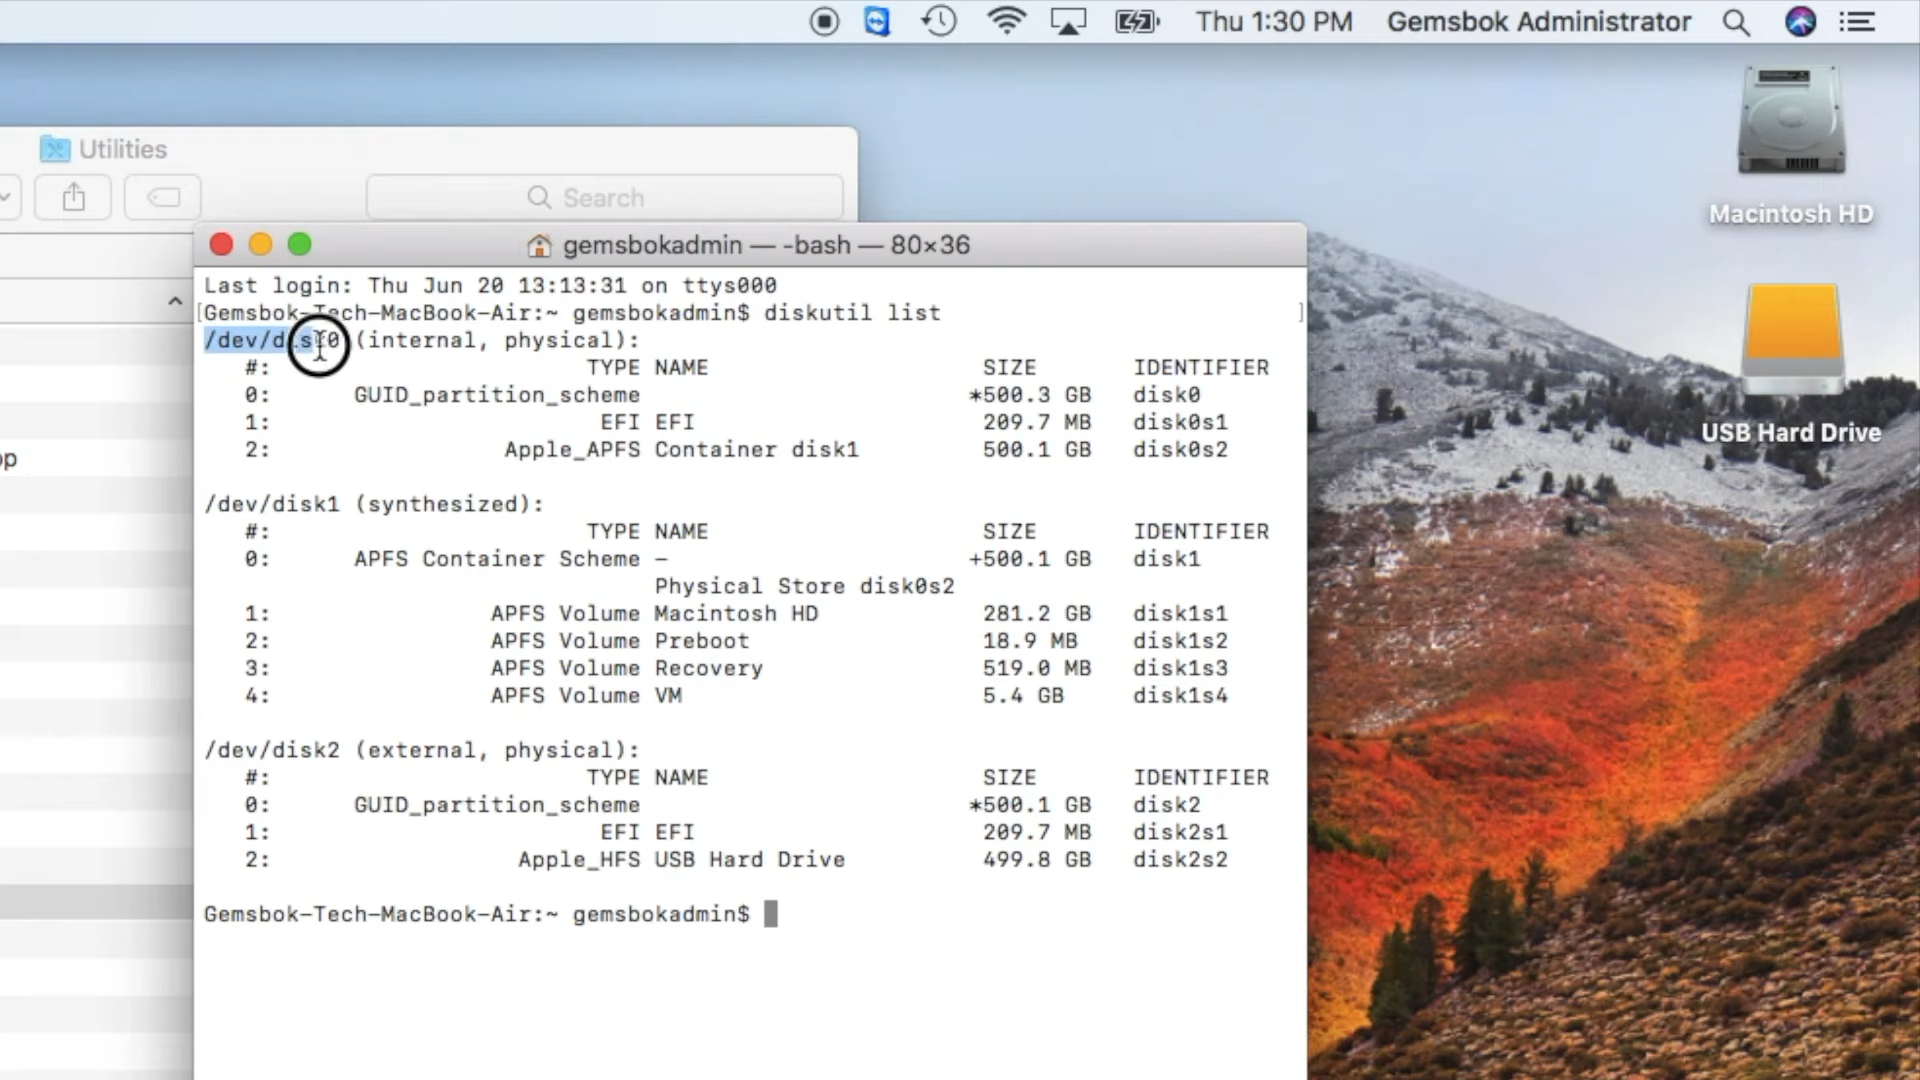 Thu 1:30 PM Gemsbok Administrator
Utilities
Search
Macintosh HD
USB Hard Drive
gemsbokadmin — -bash — 80×36
Last login: Thu Jun 20 13:13:31 on ttys000
[Gemsbok-Tech-MacBook-Air:~ gemsbokadmin$ diskutil list ]
/dev/disk0 (internal, physical):
#: TYPE NAME SIZE IDENTIFIER
0: GUID_partition_scheme *500.3 GB disk0
1: EFI EFI 209.7 MB disk0s1
2: Apple_APFS Container disk1 500.1 GB disk0s2
/dev/disk1 (synthesized):
#: TYPE NAME SIZE IDENTIFIER
0: APFS Container Scheme - +500.1 GB disk1
Physical Store disk0s2
1: APFS Volume Macintosh HD 281.2 GB disk1s1
2: APFS Volume Preboot 18.9 MB disk1s2
3: APFS Volume Recovery 519.0 MB disk1s3
4: APFS Volume VM 5.4 GB disk1s4
/dev/disk2 (external, physical):
#: TYPE NAME SIZE IDENTIFIER
0: GUID_partition_scheme *500.1 GB disk2
1: EFI EFI 209.7 MB disk2s1
2: Apple_HFS USB Hard Drive 499.8 GB disk2s2
Gemsbok-Tech-MacBook-Air:~ gemsbokadmin$